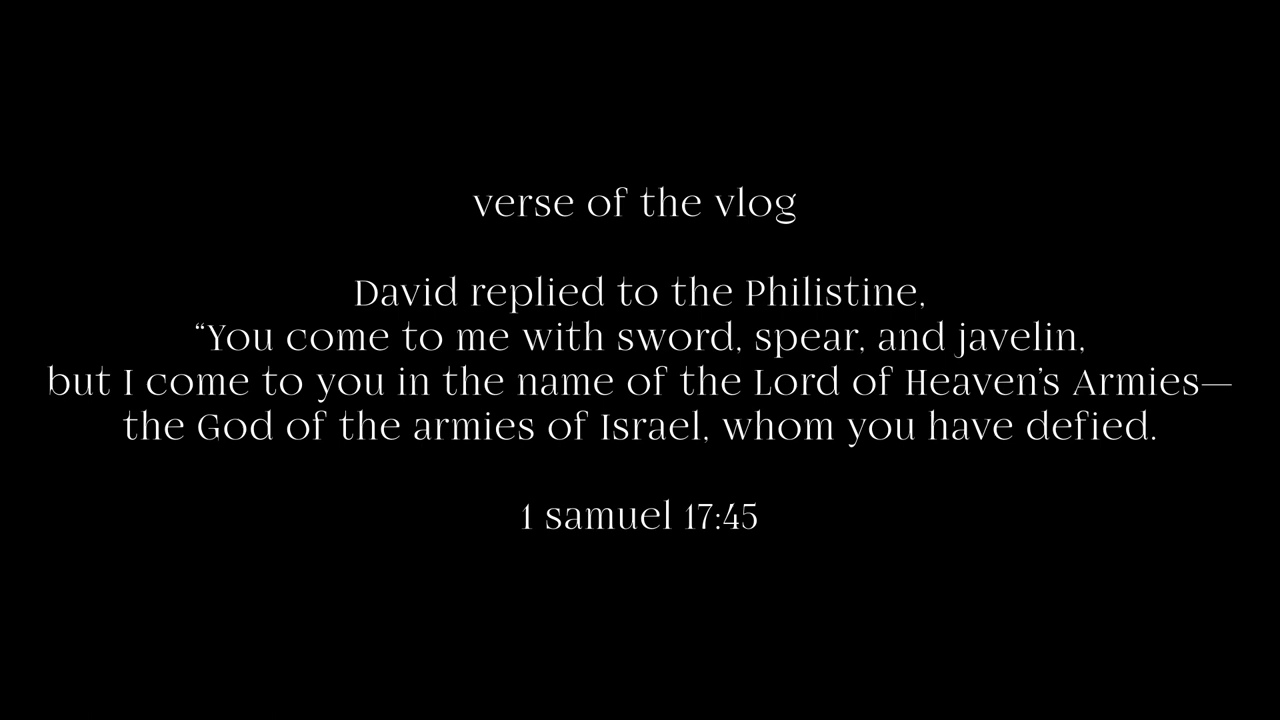 verse of the vlog
David replied to the Philistine,
“You come to me with sword, spear, and javelin,
but I come to you in the name of the Lord of Heaven’s Armies—
the God of the armies of Israel, whom you have defied.
1 samuel 17:45